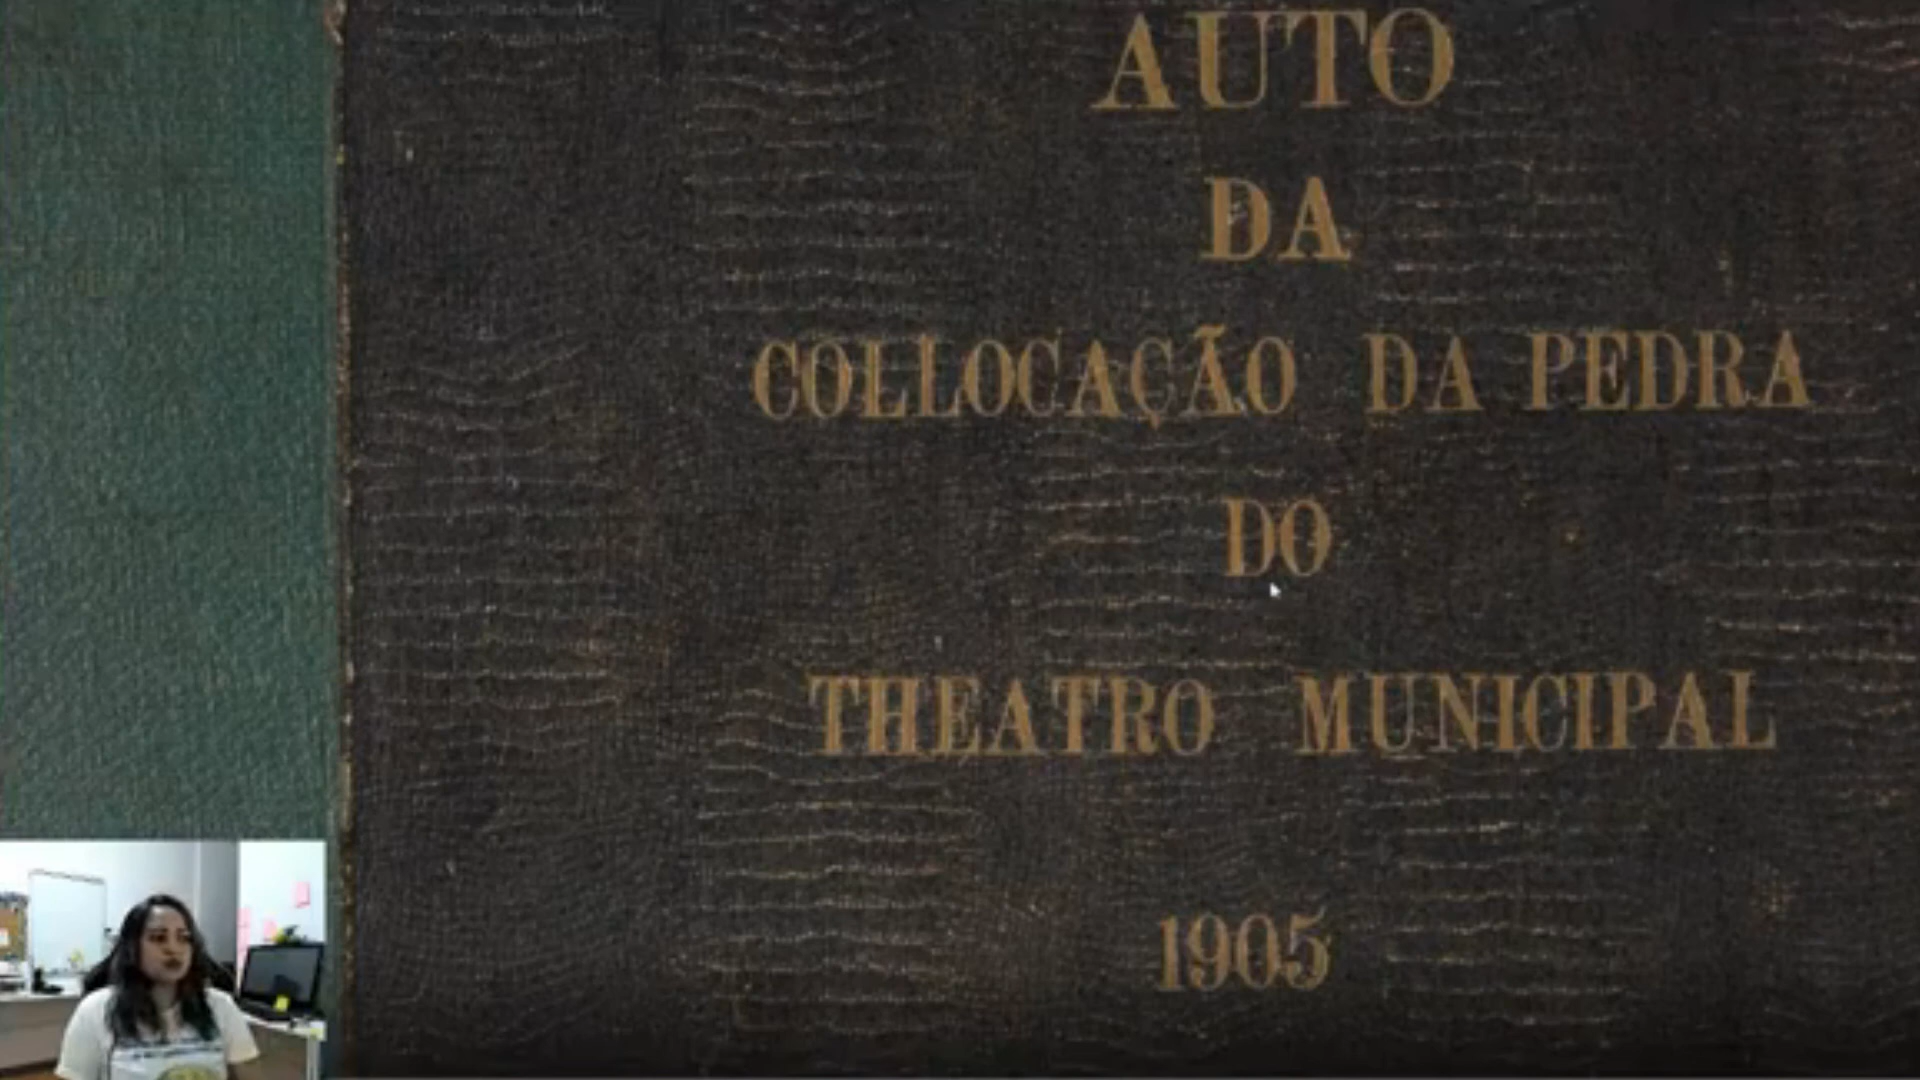 AUTO
DA
COLLOCAÇÃO DA PEDRA
DO
THEATRO MUNICIPAL
1905